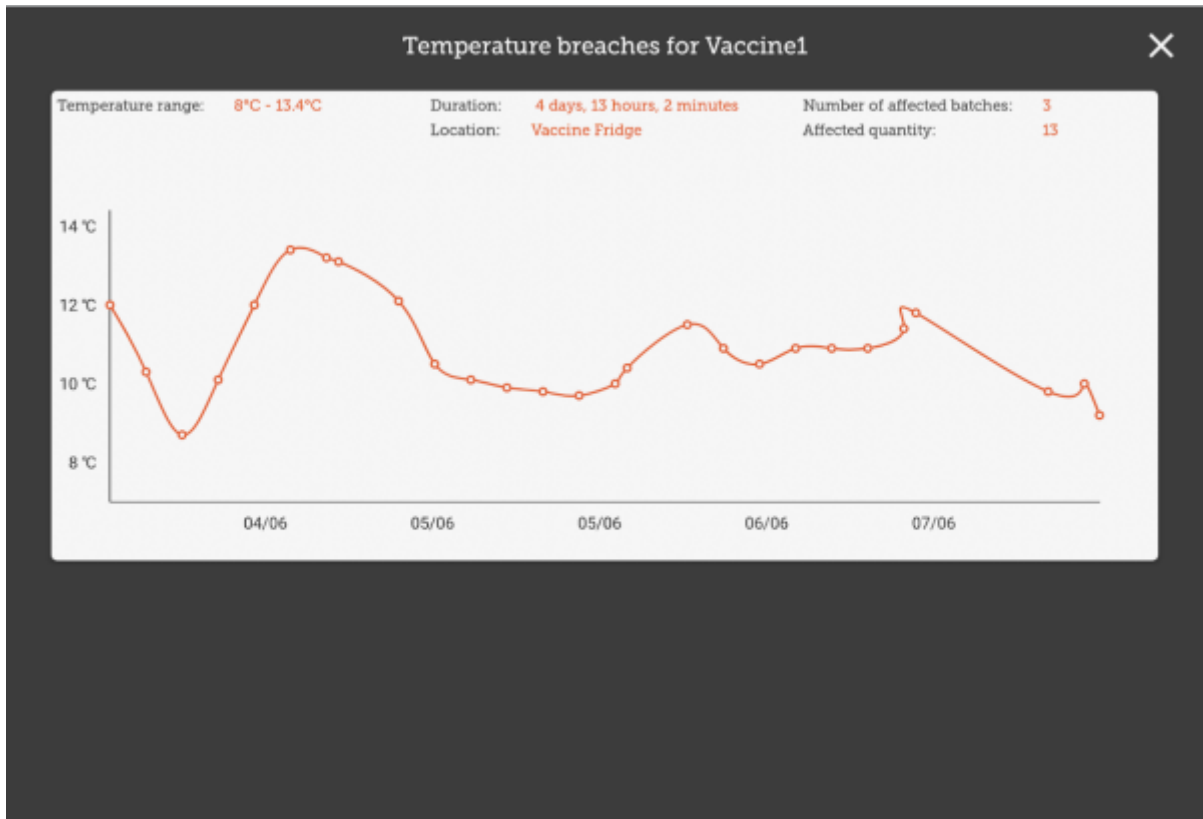 Temperature breaches for Vaccine1
Temperature range: 8°C - 13.4°C Duration: 4 days, 13 hours, 2 minutes Number of affected batches: 3
Location: Vaccine Fridge Affected quantity: 13
14 °C
12 °C
10 °C
8 °C
04/06 05/06 05/06 06/06 07/06